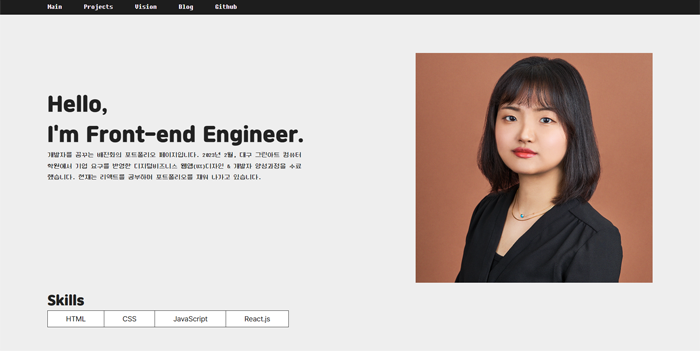 Main Projects Vision Blog Github
Hello,
I'm Front-end Engineer.
개발자를 꿈꾸는 배진화의 포트폴리오 페이지입니다. 2023년 2월, 대구 그린아트 컴퓨터
학원에서 기업 요구를 반영한 디지털비즈니스 웹앱(UX)디자인 & 개발자 양성과정을 수료
했습니다. 현재는 리액트를 공부하며 포트폴리오를 채워 나가고 있습니다.
Skills
HTML CSS JavaScript React.js